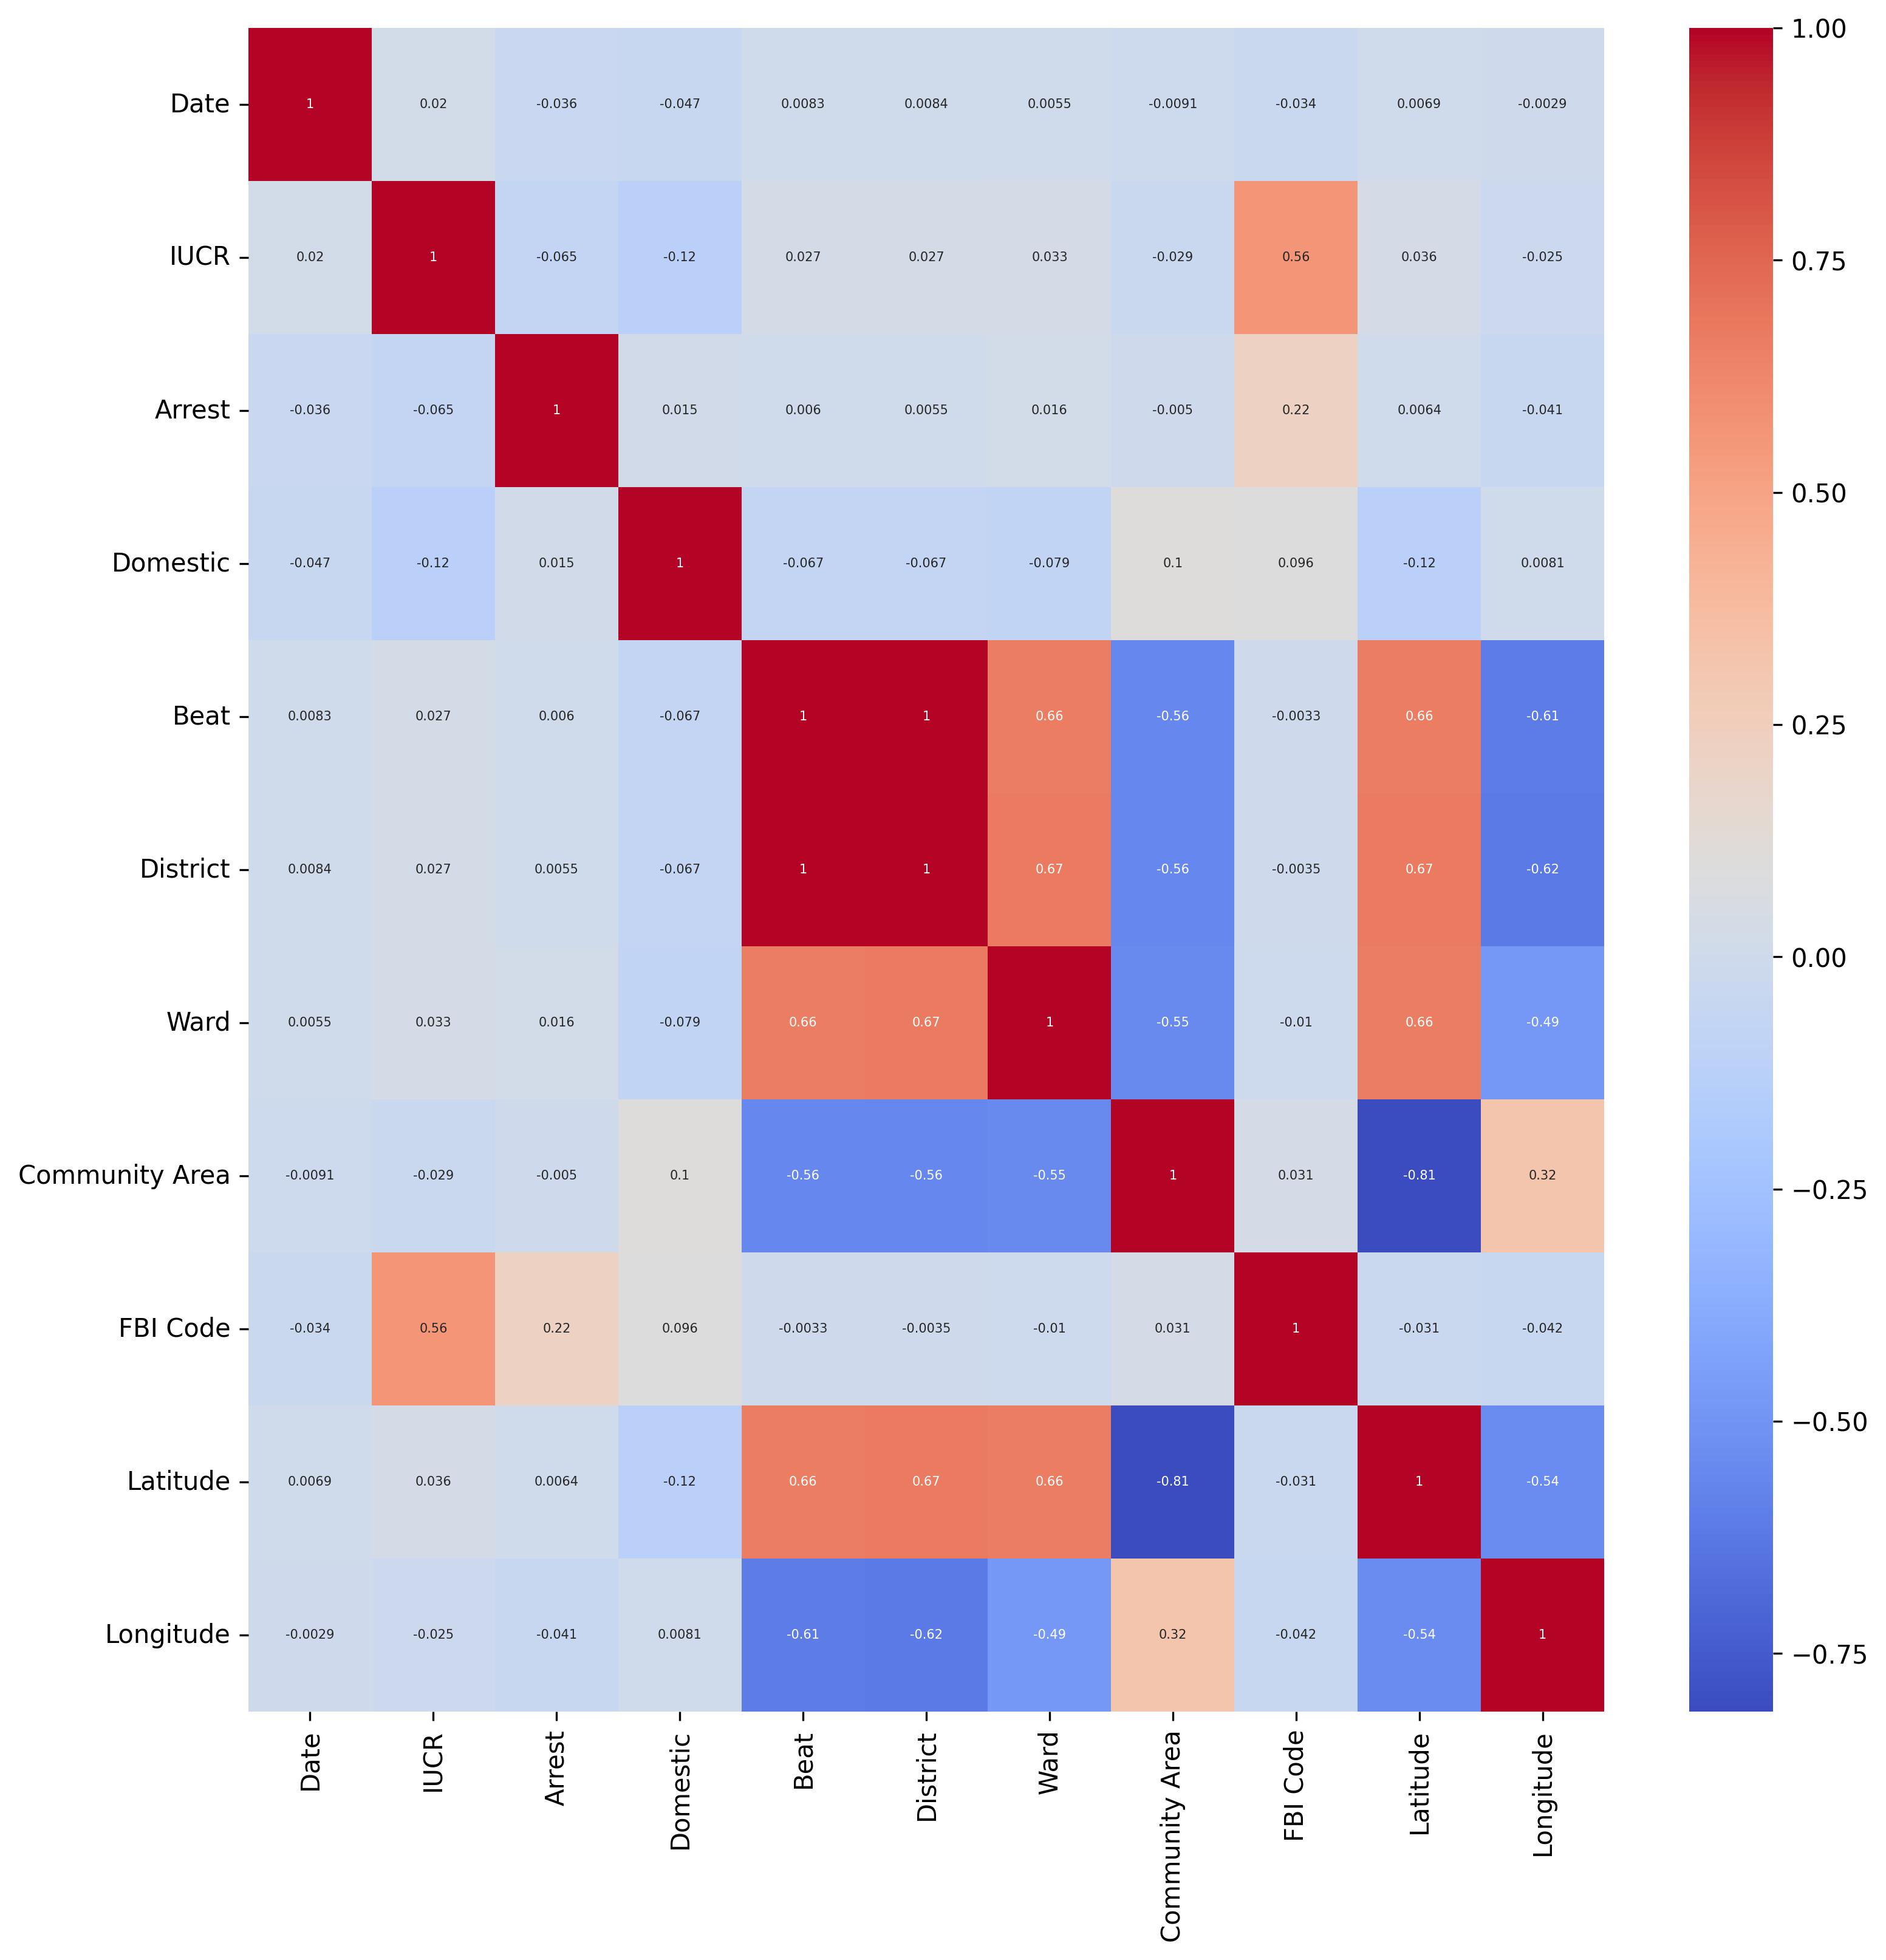 Date 1 0.02 -0.036 -0.047 0.0083 0.0084 0.0055 -0.0091 -0.034 0.0069 -0.0029
IUCR 0.02 1 -0.065 -0.12 0.027 0.027 0.033 -0.029 0.56 0.036 -0.025
Arrest -0.036 -0.065 1 0.015 0.006 0.0055 0.016 -0.005 0.22 0.0064 -0.041
Domestic -0.047 -0.12 0.015 1 -0.067 -0.067 -0.079 0.1 0.096 -0.12 0.0081
Beat 0.0083 0.027 0.006 -0.067 1 1 0.66 -0.56 -0.0033 0.66 -0.61
District 0.0084 0.027 0.0055 -0.067 1 1 0.67 -0.56 -0.0035 0.67 -0.62
Ward 0.0055 0.033 0.016 -0.079 0.66 0.67 1 -0.55 -0.01 0.66 -0.49
Community Area -0.0091 -0.029 -0.005 0.1 -0.56 -0.56 -0.55 1 0.031 -0.81 0.32
FBI Code -0.034 0.56 0.22 0.096 -0.0033 -0.0035 -0.01 0.031 1 -0.031 -0.042
Latitude 0.0069 0.036 0.0064 -0.12 0.66 0.67 0.66 -0.81 -0.031 1 -0.54
Longitude -0.0029 -0.025 -0.041 0.0081 -0.61 -0.62 -0.49 0.32 -0.042 -0.54 1
Date IUCR Arrest Domestic Beat District Ward Community Area FBI Code Latitude Longitude
1.00
0.75
0.50
0.25
0.00
−0.25
−0.50
−0.75